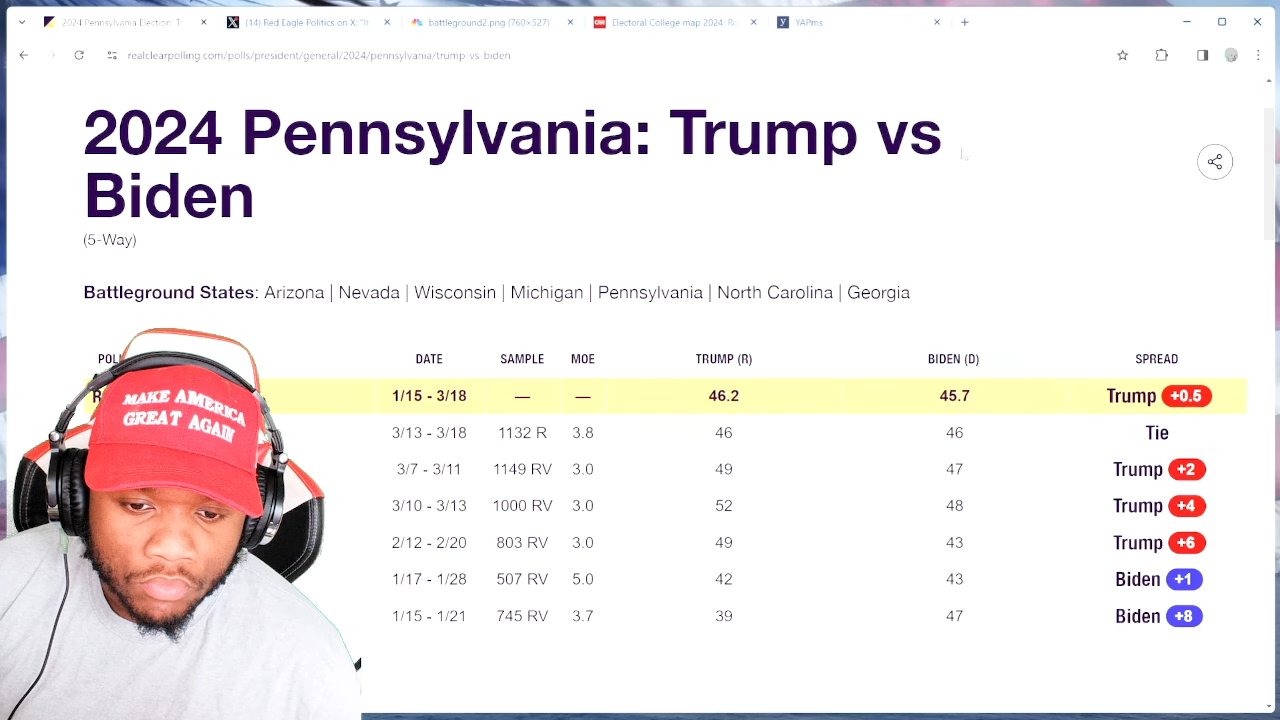 2024 Pennsylvania Election: Tr
(14) Red Eagle Politics on X: "It
battleground2.png (760×527)
CNN Electoral College map 2024: Ro
Y YAPms
realclearpolling.com/polls/president/general/2024/pennsylvania/trump-vs-biden
2024 Pennsylvania: Trump vs
Biden
(5-Way)
Battleground States: Arizona | Nevada | Wisconsin | Michigan | Pennsylvania | North Carolina | Georgia
DATE SAMPLE MOE TRUMP (R) BIDEN (D) SPREAD
1/15 - 3/18 — — 46.2 45.7 Trump +0.5
3/13 - 3/18 1132 R 3.8 46 46 Tie
3/7 - 3/11 1149 RV 3.0 49 47 Trump +2
3/10 - 3/13 1000 RV 3.0 52 48 Trump +4
2/12 - 2/20 803 RV 3.0 49 43 Trump +6
1/17 - 1/28 507 RV 5.0 42 43 Biden +1
1/15 - 1/21 745 RV 3.7 39 47 Biden +8
MAKE AMERICA
GREAT AGAIN